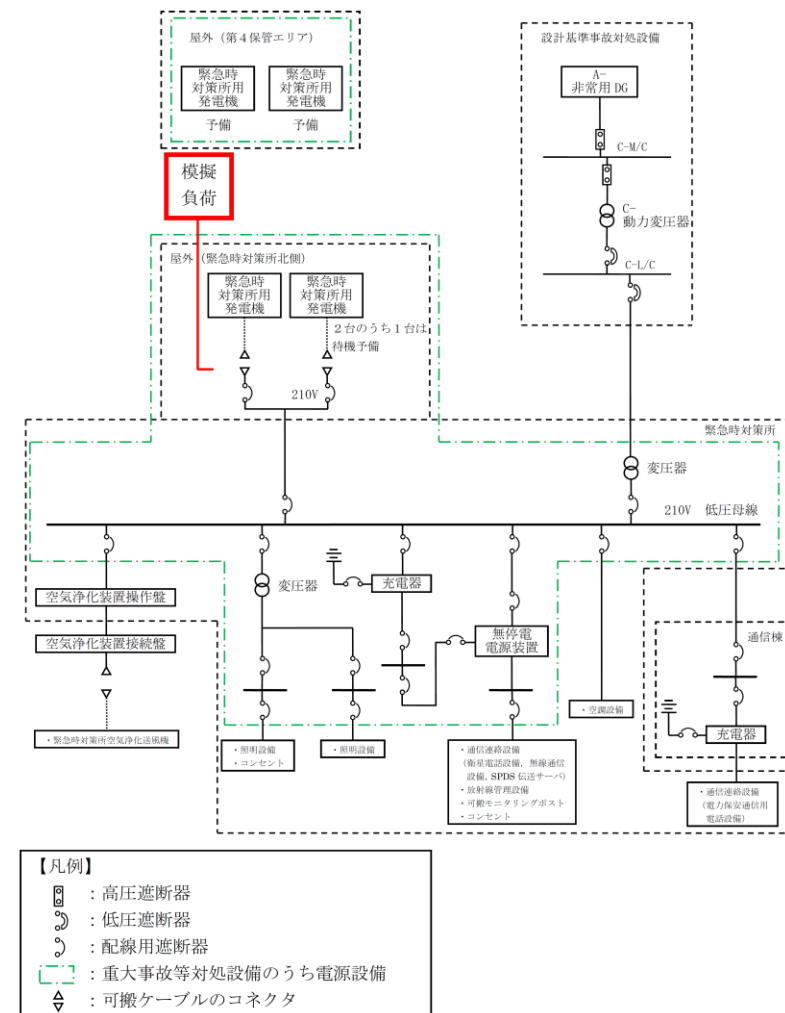 屋外（第４保管エリア）
緊急時
対策所用
発電機
緊急時
対策所用
発電機
予備
予備
設計基準事故対処設備
A-
非常用 DG
C-M/C
C-
動力変圧器
C-L/C
模擬
負荷
屋外（緊急時対策所北側）
緊急時
対策所用
発電機
緊急時
対策所用
発電機
２台のうち１台は
待機予備
210V
緊急時対策所
変圧器
210V 低圧母線
空気浄化装置操作盤
空気浄化装置接続盤
・緊急時対策所空気浄化送風機
変圧器
充電器
無停電
電源装置
通信棟
充電器
・照明設備
・コンセント
・照明設備
・通信連絡設備
（衛星電話設備，無線通信
設備，SPDS 伝送サーバ）
・放射線管理設備
・可搬モニタリングポスト
・コンセント
・空調設備
・通信連絡設備
（電力保安通信用
電話設備）
【凡例】
：高圧遮断器
：低圧遮断器
：配線用遮断器
：重大事故等対処設備のうち電源設備
：可搬ケーブルのコネクタ